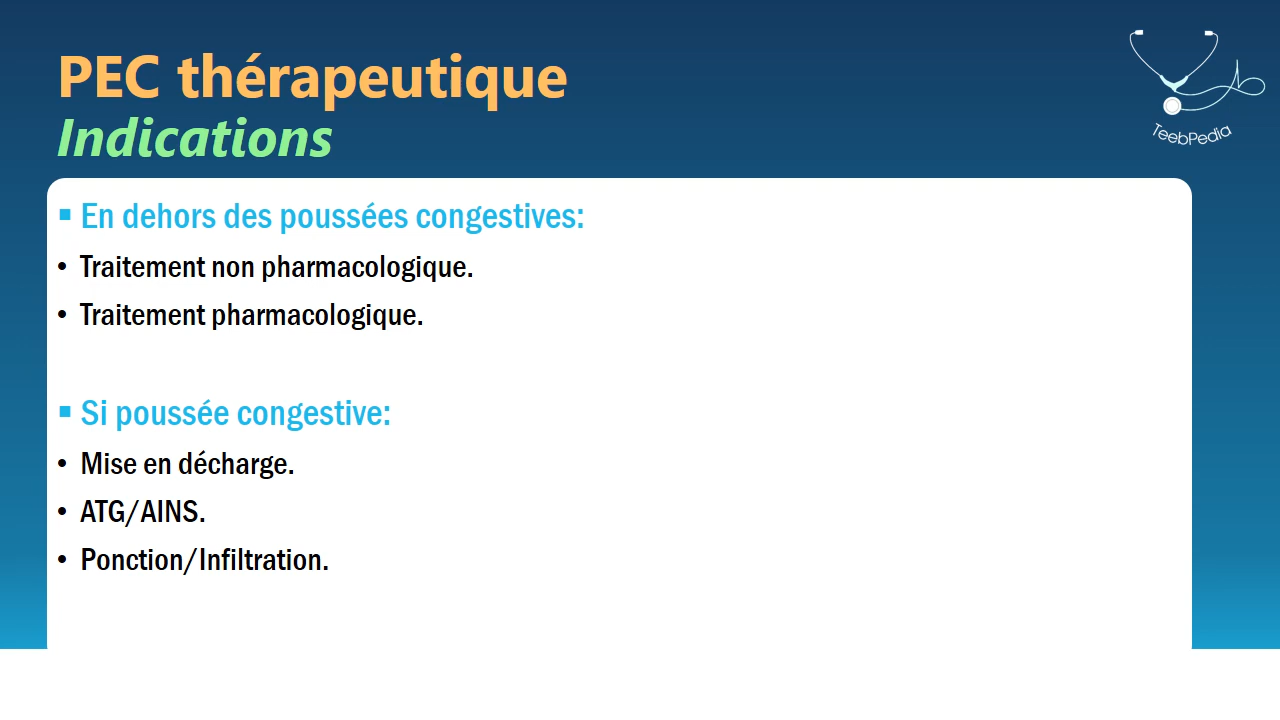 PEC thérapeutique
Indications
TeebPedia
▪ En dehors des poussées congestives:
• Traitement non pharmacologique.
• Traitement pharmacologique.
▪ Si poussée congestive:
• Mise en décharge.
• ATG/AINS.
• Ponction/Infiltration.